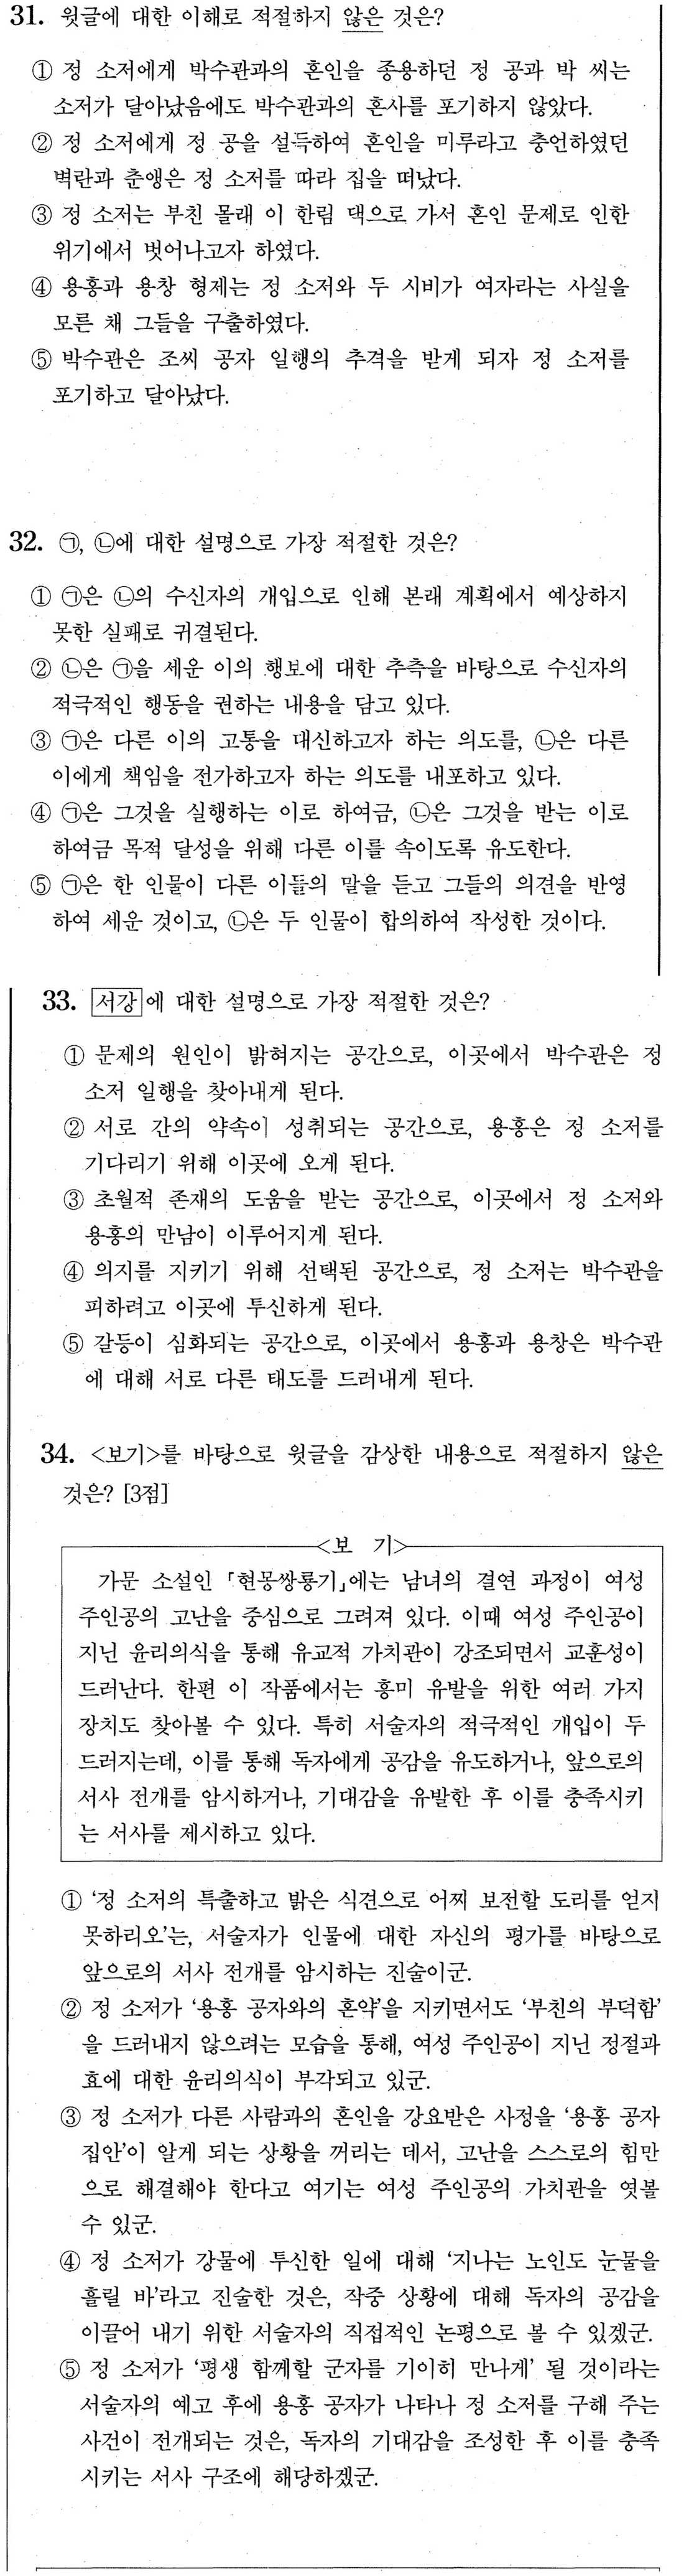 31. 윗글에 대한 이해로 적절하지 않은 것은?
① 정 소저에게 박수관과의 혼인을 종용하던 정 공과 박 씨는
소저가 달아났음에도 박수관과의 혼사를 포기하지 않았다.
② 정 소저에게 정 공을 설득하여 혼인을 미루라고 충언하였던
벽란과 춘앵은 정 소저를 따라 집을 떠났다.
③ 정 소저는 부친 몰래 이 한림 댁으로 가서 혼인 문제로 인한
위기에서 벗어나고자 하였다.
④ 용홍과 용창 형제는 정 소저와 두 시비가 여자라는 사실을
모른 채 그들을 구출하였다.
⑤ 박수관은 조씨 공자 일행의 추격을 받게 되자 정 소저를
포기하고 달아났다.
32. ㉠, ㉡에 대한 설명으로 가장 적절한 것은?
① ㉠은 ㉡의 수신자의 개입으로 인해 본래 계획에서 예상하지
못한 실패로 귀결된다.
② ㉡은 ㉠을 세운 이의 행보에 대한 추측을 바탕으로 수신자의
적극적인 행동을 권하는 내용을 담고 있다.
③ ㉠은 다른 이의 고통을 대신하고자 하는 의도를, ㉡은 다른
이에게 책임을 전가하고자 하는 의도를 내포하고 있다.
④ ㉠은 그것을 실행하는 이로 하여금, ㉡은 그것을 받는 이로
하여금 목적 달성을 위해 다른 이를 속이도록 유도한다.
⑤ ㉠은 한 인물이 다른 이들의 말을 듣고 그들의 의견을 반영
하여 세운 것이고, ㉡은 두 인물이 합의하여 작성한 것이다.
33. 서강에 대한 설명으로 가장 적절한 것은?
① 문제의 원인이 밝혀지는 공간으로, 이곳에서 박수관은 정
소저 일행을 찾아내게 된다.
② 서로 간의 약속이 성취되는 공간으로, 용홍은 정 소저를
기다리기 위해 이곳에 오게 된다.
③ 초월적 존재의 도움을 받는 공간으로, 이곳에서 정 소저와
용홍의 만남이 이루어지게 된다.
④ 의지를 지키기 위해 선택된 공간으로, 정 소저는 박수관을
피하려고 이곳에 투신하게 된다.
⑤ 갈등이 심화되는 공간으로, 이곳에서 용홍과 용창은 박수관
에 대해 서로 다른 태도를 드러내게 된다.
34. <보기>를 바탕으로 윗글을 감상한 내용으로 적절하지 않은
것은? [3점]
<보 기>
가문 소설인 「현몽쌍룡기」에는 남녀의 결연 과정이 여성
주인공의 고난을 중심으로 그려져 있다. 이때 여성 주인공이
지닌 윤리의식을 통해 유교적 가치관이 강조되면서 교훈성이
드러난다. 한편 이 작품에서는 흥미 유발을 위한 여러 가지
장치도 찾아볼 수 있다. 특히 서술자의 적극적인 개입이 두
드러지는데, 이를 통해 독자에게 공감을 유도하거나, 앞으로의
서사 전개를 암시하거나, 기대감을 유발한 후 이를 충족시키
는 서사를 제시하고 있다.
① ‘정 소저의 특출하고 밝은 식견으로 어찌 보전할 도리를 얻지
못하리오’는, 서술자가 인물에 대한 자신의 평가를 바탕으로
앞으로의 서사 전개를 암시하는 진술이군.
② 정 소저가 ‘용홍 공자와의 혼약’을 지키면서도 ‘부친의 부덕함’
을 드러내지 않으려는 모습을 통해, 여성 주인공이 지닌 정절과
효에 대한 윤리의식이 부각되고 있군.
③ 정 소저가 다른 사람과의 혼인을 강요받은 사정을 ‘용홍 공자
집안’이 알게 되는 상황을 꺼리는 데서, 고난을 스스로의 힘만
으로 해결해야 한다고 여기는 여성 주인공의 가치관을 엿볼
수 있군.
④ 정 소저가 강물에 투신한 일에 대해 ‘지나는 노인도 눈물을
흘릴 바’라고 진술한 것은, 작중 상황에 대해 독자의 공감을
이끌어 내기 위한 서술자의 직접적인 논평으로 볼 수 있겠군.
⑤ 정 소저가 ‘평생 함께할 군자를 기이히 만나게’ 될 것이라는
서술자의 예고 후에 용홍 공자가 나타나 정 소저를 구해 주는
사건이 전개되는 것은, 독자의 기대감을 조성한 후 이를 충족
시키는 서사 구조에 해당하겠군.